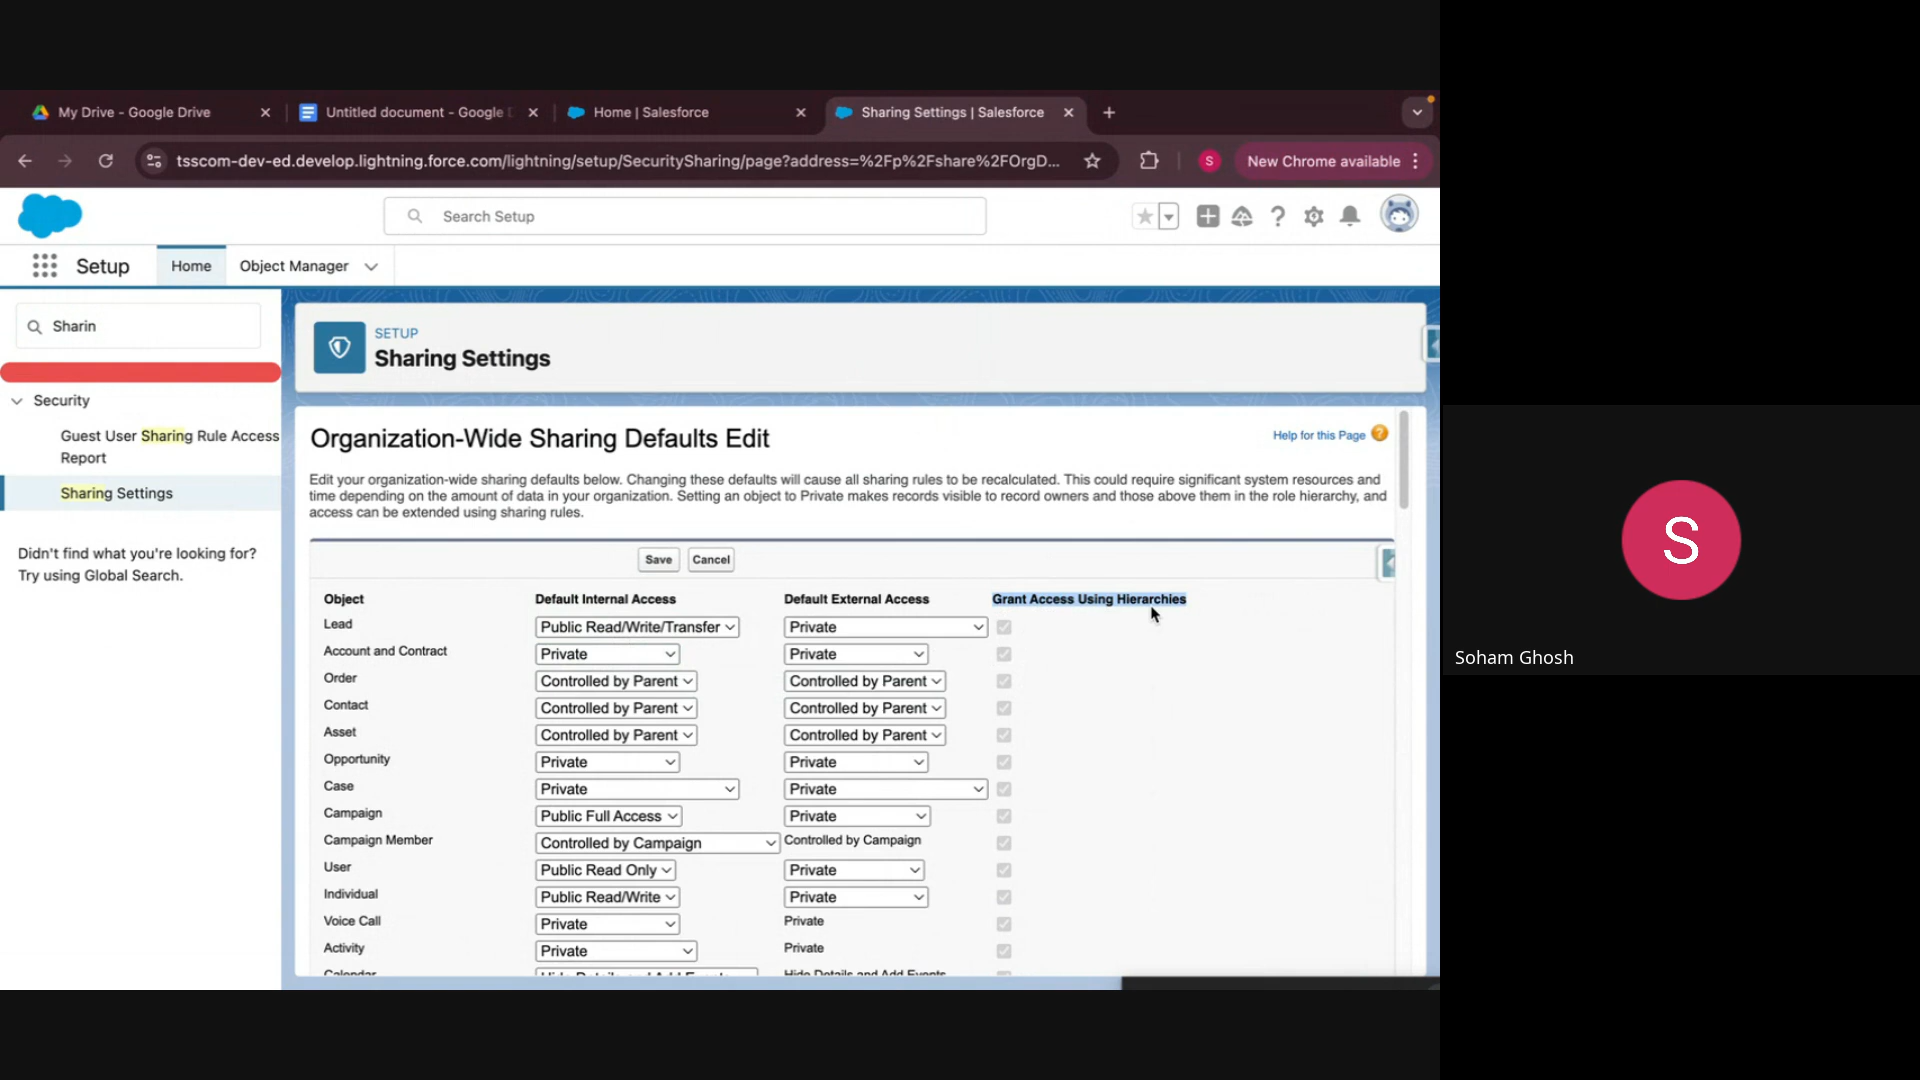 My Drive - Google Drive
Untitled document - Google D
Home | Salesforce
Sharing Settings | Salesforce
tsscom-dev-ed.develop.lightning.force.com/lightning/setup/SecuritySharing/page?address=%2Fp%2Fshare%2FOrgD...
S
New Chrome available
Search Setup
Setup
Home
Object Manager
Sharin
Security
Guest User Sharing Rule Access
Report
Sharing Settings
Didn't find what you're looking for?
Try using Global Search.
SETUP
Sharing Settings
Organization-Wide Sharing Defaults Edit
Help for this Page ?
Edit your organization-wide sharing defaults below. Changing these defaults will cause all sharing rules to be recalculated. This could require significant system resources and
time depending on the amount of data in your organization. Setting an object to Private makes records visible to record owners and those above them in the role hierarchy, and
access can be extended using sharing rules.
Save Cancel
Object Default Internal Access Default External Access Grant Access Using Hierarchies
Lead Public Read/Write/Transfer Private
Account and Contract Private Private
Order Controlled by Parent Controlled by Parent
Contact Controlled by Parent Controlled by Parent
Asset Controlled by Parent Controlled by Parent
Opportunity Private Private
Case Private Private
Campaign Public Full Access Private
Campaign Member Controlled by Campaign Controlled by Campaign
User Public Read Only Private
Individual Public Read/Write Private
Voice Call Private Private
Activity Private Private
Calendar Hide Details and Add Events Hide Details and Add Events
S
Soham Ghosh